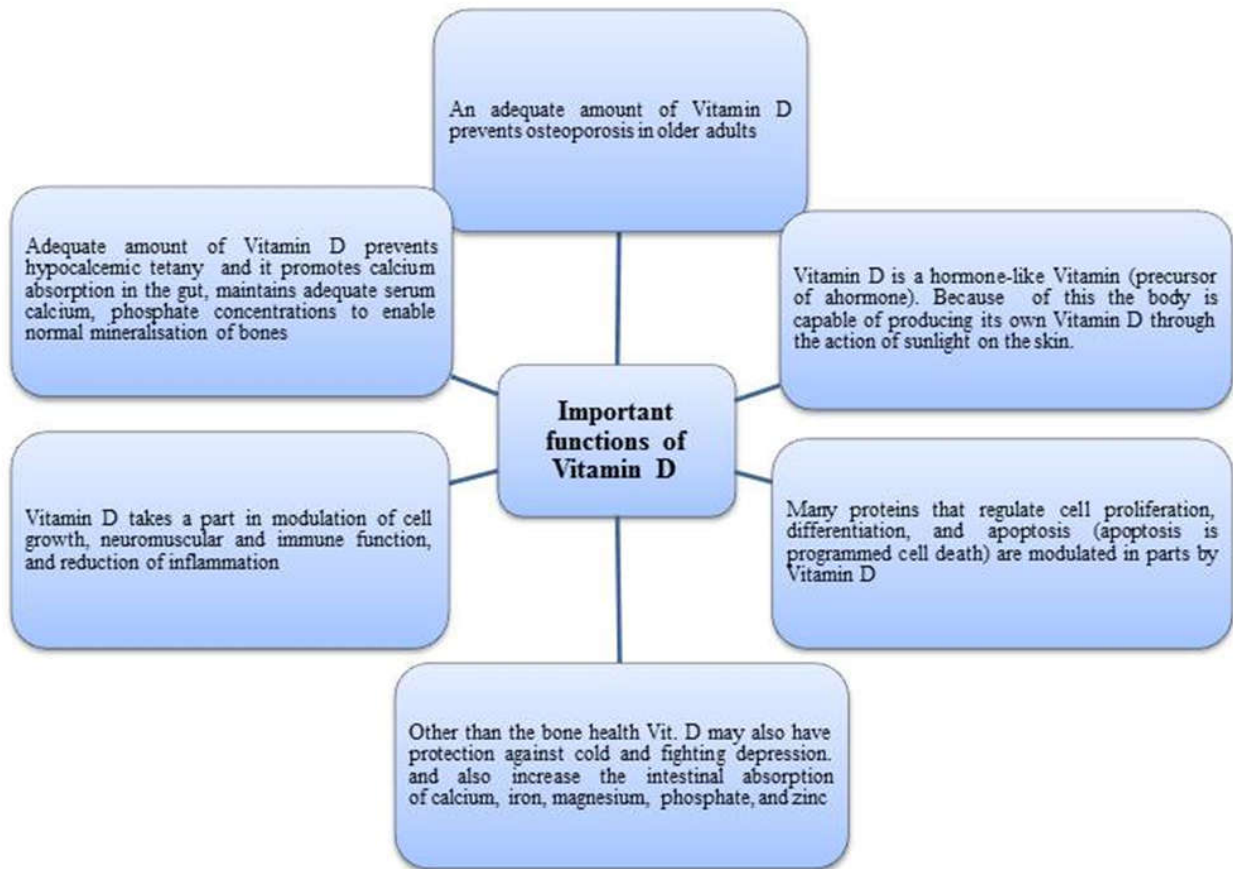 An adequate amount of Vitamin D
prevents osteoporosis in older adults
Adequate amount of Vitamin D prevents
hypocalcemic tetany and it promotes calcium
absorption in the gut, maintains adequate serum
calcium, phosphate concentrations to enable
normal mineralisation of bones
Vitamin D is a hormone-like Vitamin (precursor
of ahormone). Because of this the body is
capable of producing its own Vitamin D through
the action of sunlight on the skin.
Important
functions of
Vitamin D
Vitamin D takes a part in modulation of cell
growth, neuromuscular and immune function,
and reduction of inflammation
Many proteins that regulate cell proliferation,
differentiation, and apoptosis (apoptosis is
programmed cell death) are modulated in parts by
Vitamin D
Other than the bone health Vit. D may also have
protection against cold and fighting depression.
and also increase the intestinal absorption
of calcium, iron, magnesium, phosphate, and zinc